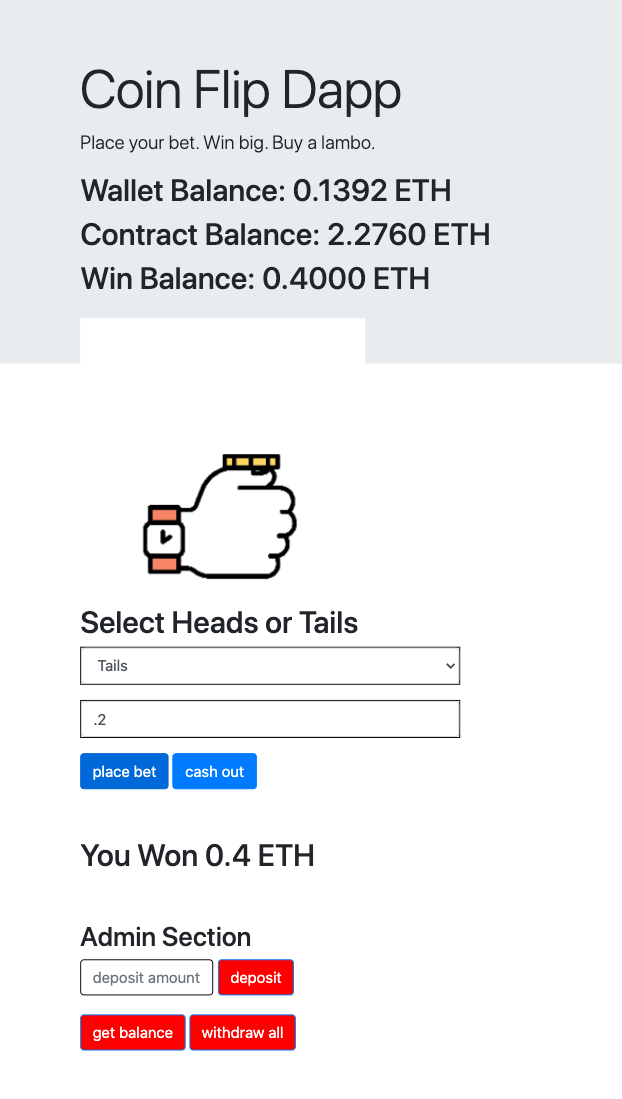 Coin Flip Dapp
Place your bet. Win big. Buy a lambo.
Wallet Balance: 0.1392 ETH
Contract Balance: 2.2760 ETH
Win Balance: 0.4000 ETH
Select Heads or Tails
Tails
.2
place bet cash out
You Won 0.4 ETH
Admin Section
deposit amount deposit
get balance withdraw all